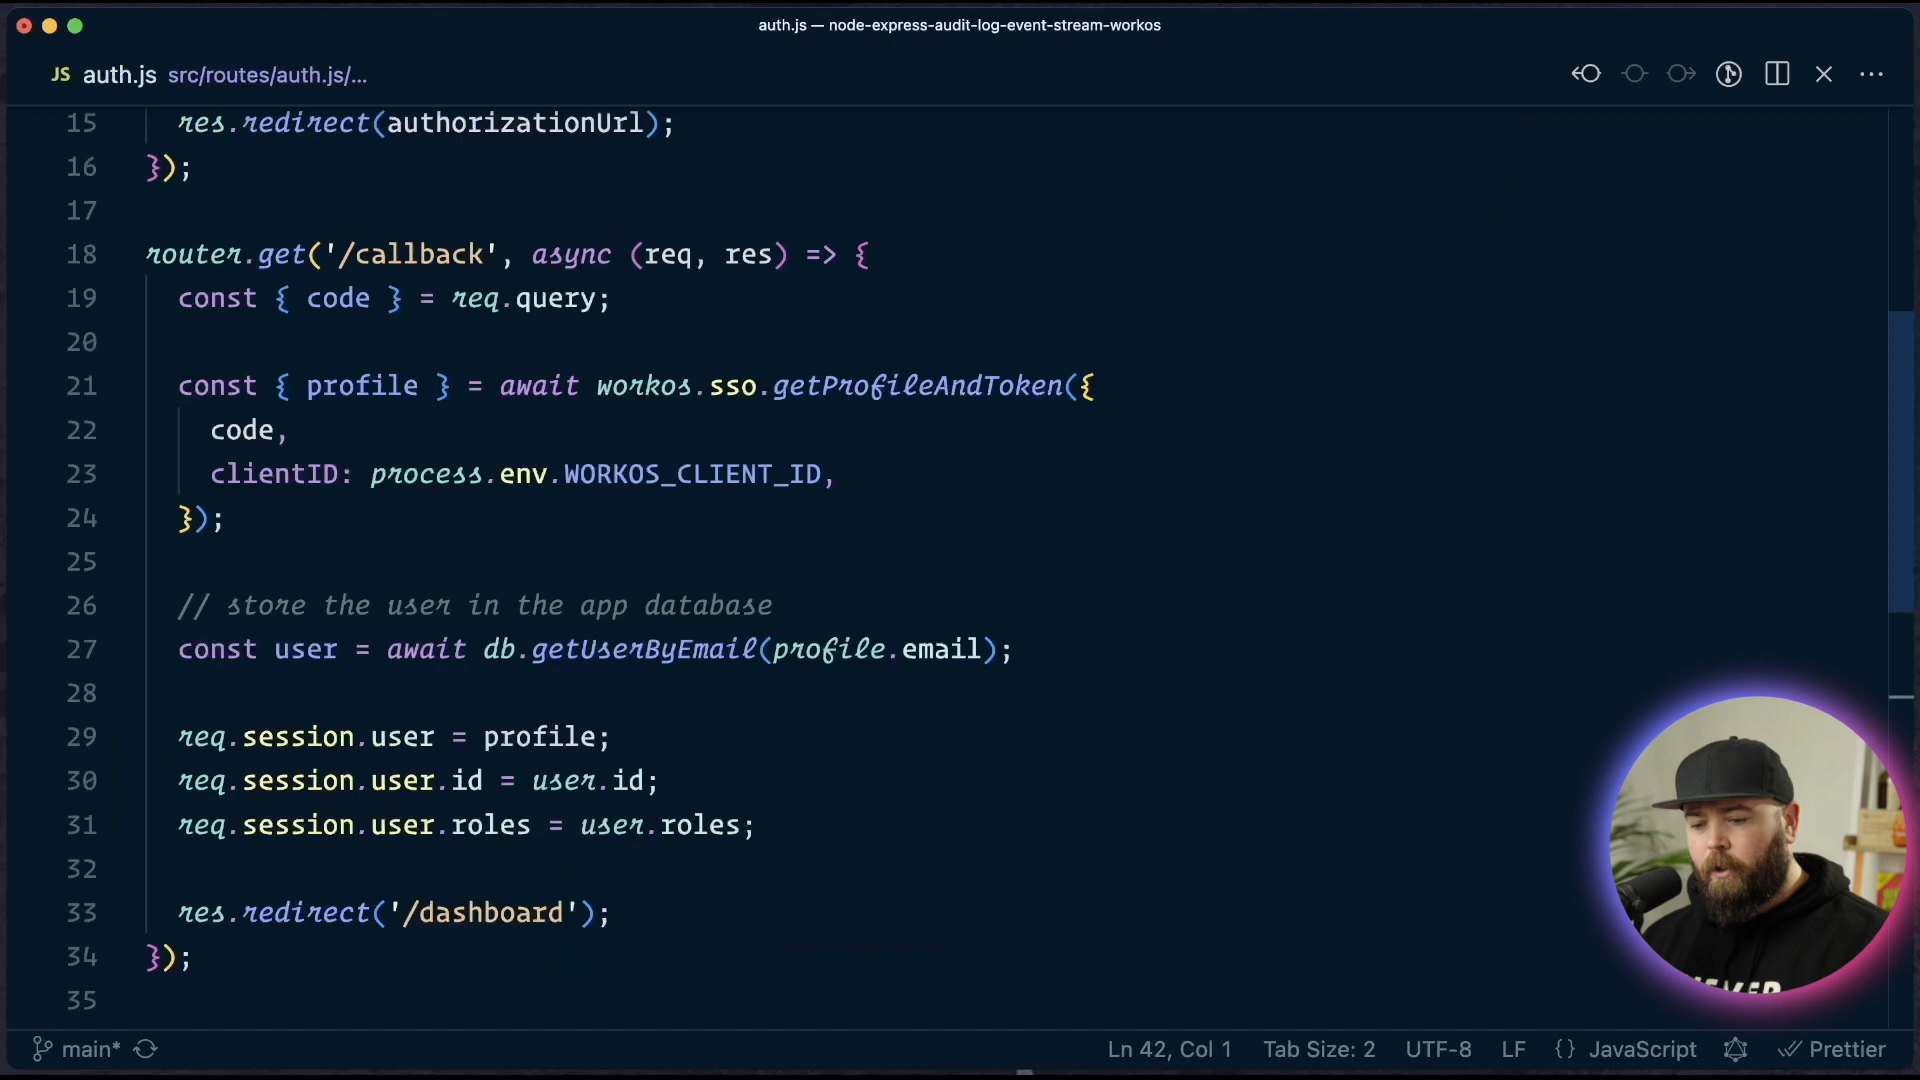 auth.js — node-express-audit-log-event-stream-workos
JS auth.js src/routes/auth.js/...
15 res.redirect(authorizationUrl);
16 });
17
18 router.get('/callback', async (req, res) => {
19 const { code } = req.query;
20
21 const { profile } = await workos.sso.getProfileAndToken({
22 code,
23 clientID: process.env.WORKOS_CLIENT_ID,
24 });
25
26 // store the user in the app database
27 const user = await db.getUserByEmail(profile.email);
28
29 req.session.user = profile;
30 req.session.user.id = user.id;
31 req.session.user.roles = user.roles;
32
33 res.redirect('/dashboard');
34 });
35
main* Ln 42, Col 1 Tab Size: 2 UTF-8 LF {} JavaScript Prettier